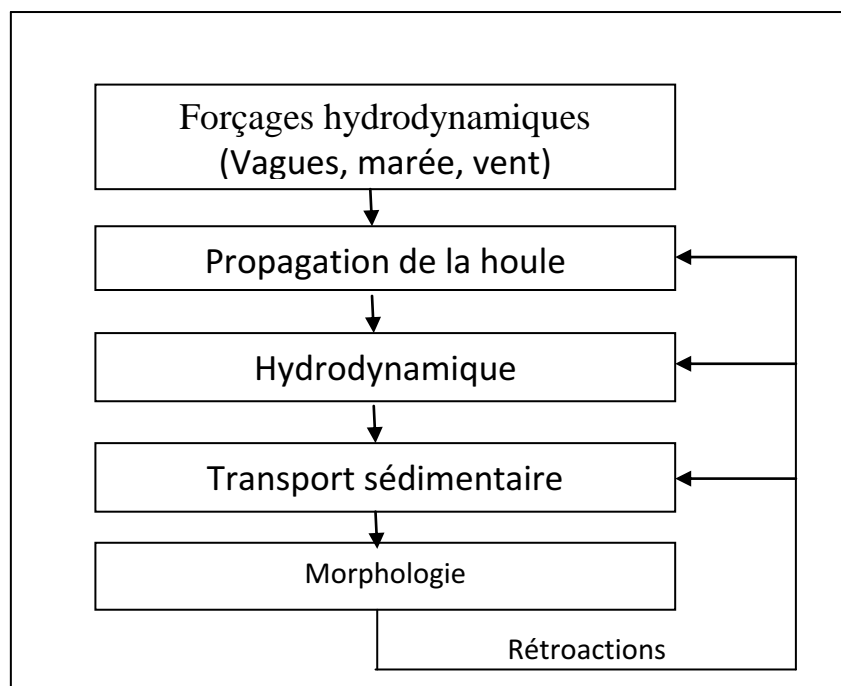 Forçages hydrodynamiques
(Vagues, marée, vent)
Propagation de la houle
Hydrodynamique
Transport sédimentaire
Morphologie
Rétroactions